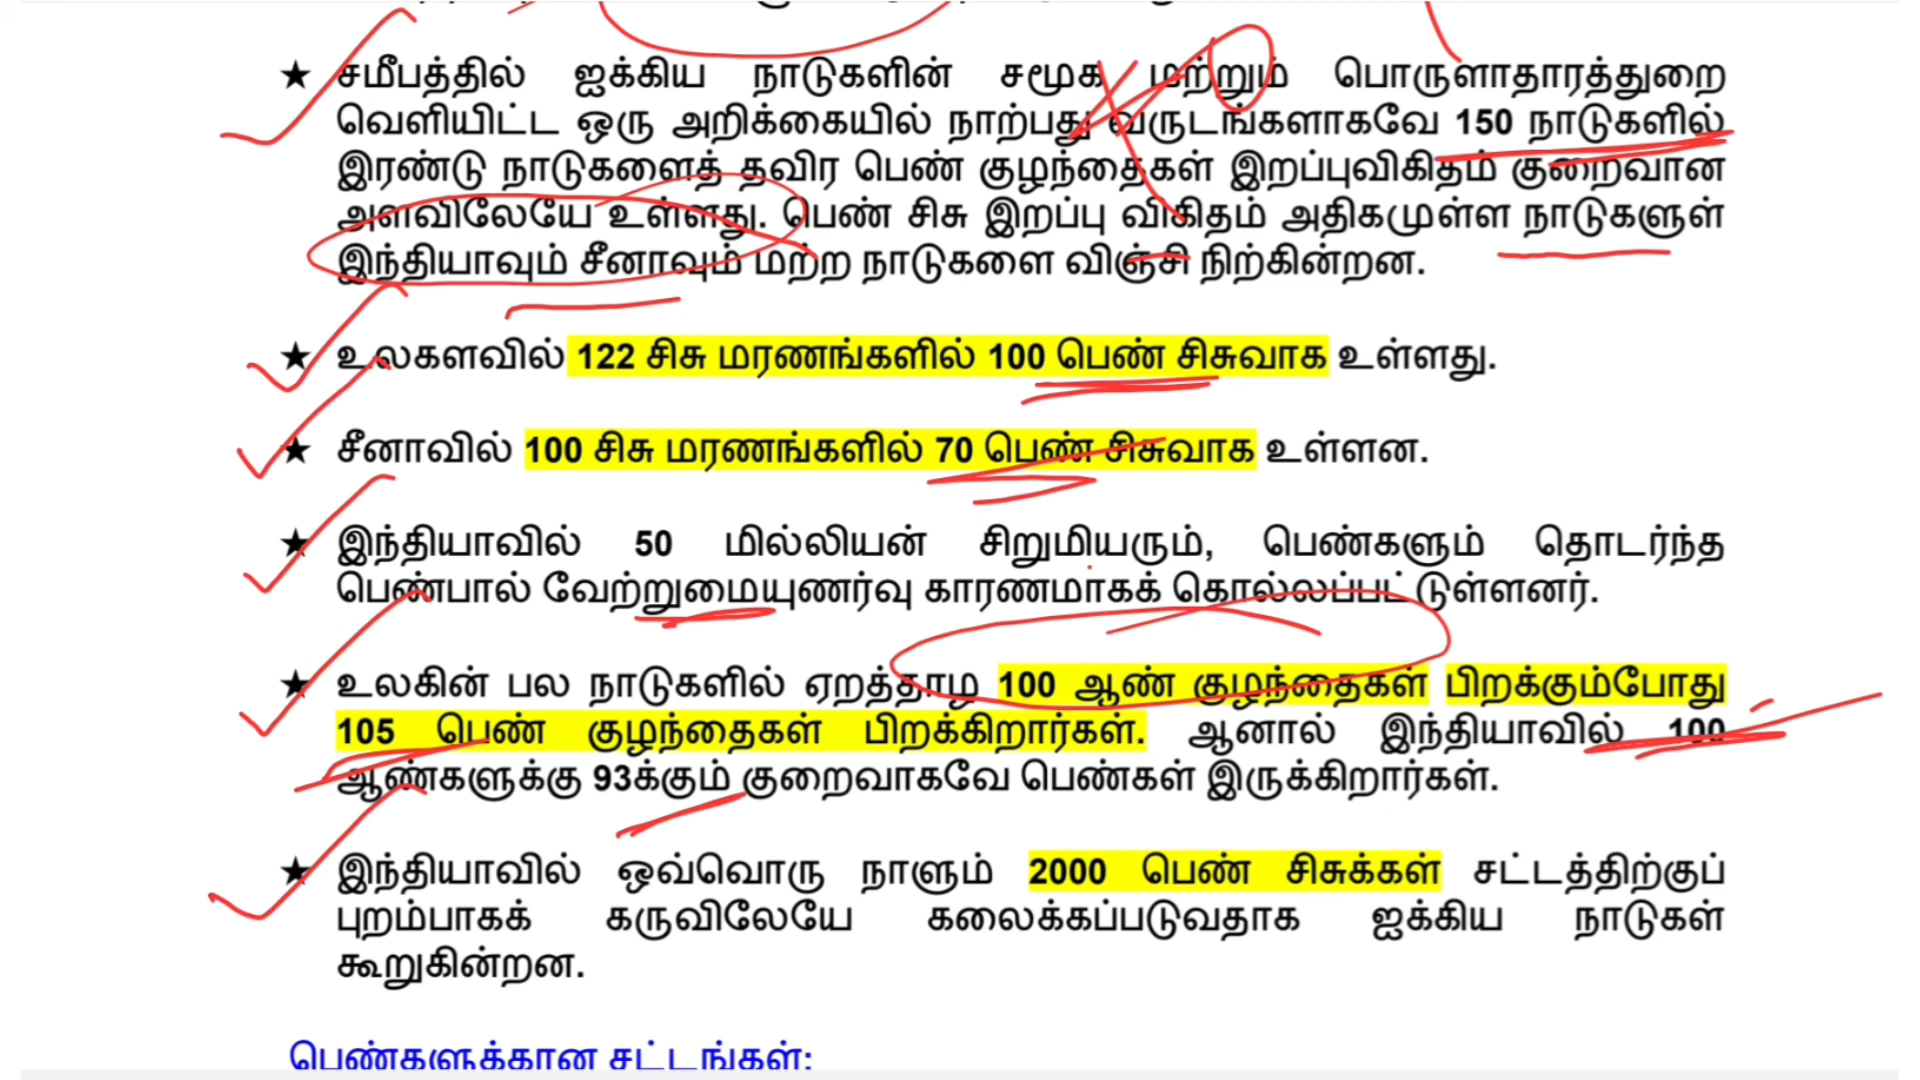 ★ சமீபத்தில் ஐக்கிய நாடுகளின் சமூக மற்றும் பொருளாதாரத்துறை
வெளியிட்ட ஒரு அறிக்கையில் நாற்பது வருடங்களாகவே 150 நாடுகளில்
இரண்டு நாடுகளைத் தவிர பெண் குழந்தைகள் இறப்புவிகிதம் குறைவான
அளவிலேயே உள்ளது. பெண் சிசு இறப்பு விகிதம் அதிகமுள்ள நாடுகளுள்
இந்தியாவும் சீனாவும் மற்ற நாடுகளை விஞ்சி நிற்கின்றன.
★ உலகளவில் 122 சிசு மரணங்களில் 100 பெண் சிசுவாக உள்ளது.
★ சீனாவில் 100 சிசு மரணங்களில் 70 பெண் சிசுவாக உள்ளன.
★ இந்தியாவில் 50 மில்லியன் சிறுமியரும், பெண்களும் தொடர்ந்த
பெண்பால் வேற்றுமையுணர்வு காரணமாகக் கொல்லப்பட்டுள்ளனர்.
★ உலகின் பல நாடுகளில் ஏறத்தாழ 100 ஆண் குழந்தைகள் பிறக்கும்போது
105 பெண் குழந்தைகள் பிறக்கிறார்கள். ஆனால் இந்தியாவில் 100
ஆண்களுக்கு 93க்கும் குறைவாகவே பெண்கள் இருக்கிறார்கள்.
★ இந்தியாவில் ஒவ்வொரு நாளும் 2000 பெண் சிசுக்கள் சட்டத்திற்குப்
புறம்பாகக் கருவிலேயே கலைக்கப்படுவதாக ஐக்கிய நாடுகள்
கூறுகின்றன.
பெண்களுக்கான சட்டங்கள்: